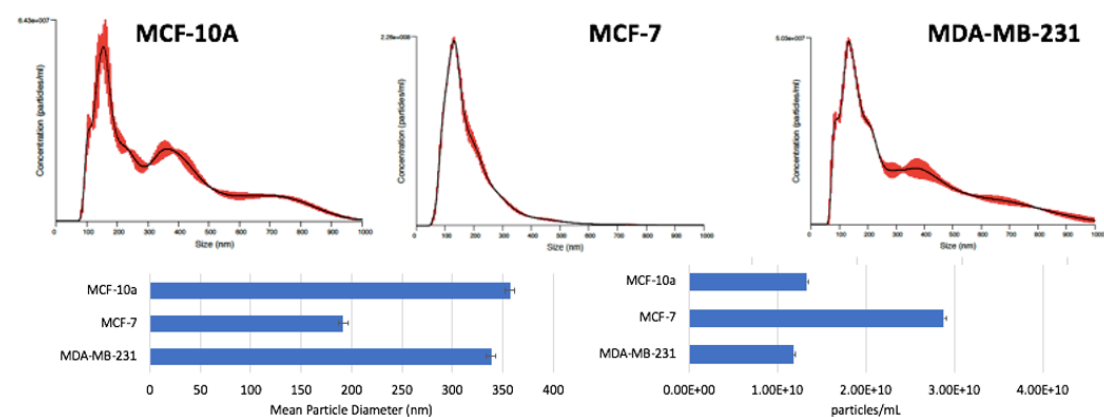 MCF-10A
MCF-7
MDA-MB-231
6.43e+007
2.28e+008
5.03e+007
Concentration (particles/ml)
Concentration (particles/ml)
Concentration (particles/ml)
0 100 200 300 400 500 600 700 800 900 1000
0 100 200 300 400 500 600 700 800 900 1000
0 100 200 300 400 500 600 700 800 900 1000
Size (nm)
Size (nm)
Size (nm)
MCF-10a
MCF-7
MDA-MB-231
0 50 100 150 200 250 300 350 400
Mean Particle Diameter (nm)
MCF-10a
MCF-7
MDA-MB-231
0.00E+00 1.00E+10 2.00E+10 3.00E+10 4.00E+10
particles/mL